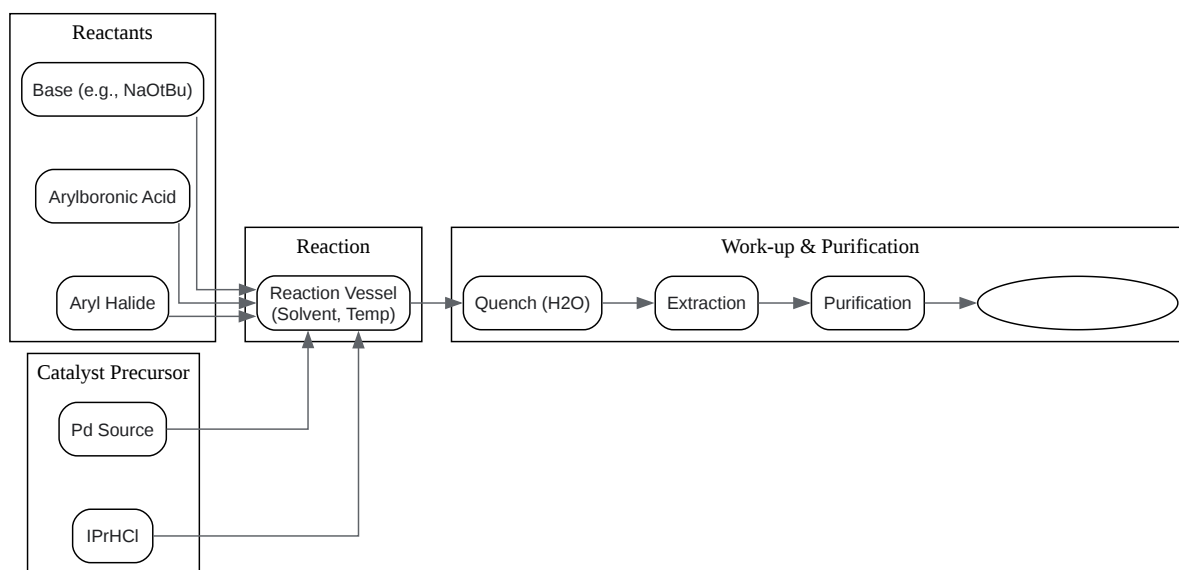 Reactants
Base (e.g., NaOtBu)
Arylboronic Acid
Aryl Halide
Reaction
Reaction Vessel
(Solvent, Temp)
Work-up & Purification
Quench (H2O)
Extraction
Purification
Catalyst Precursor
Pd Source
IPrHCl